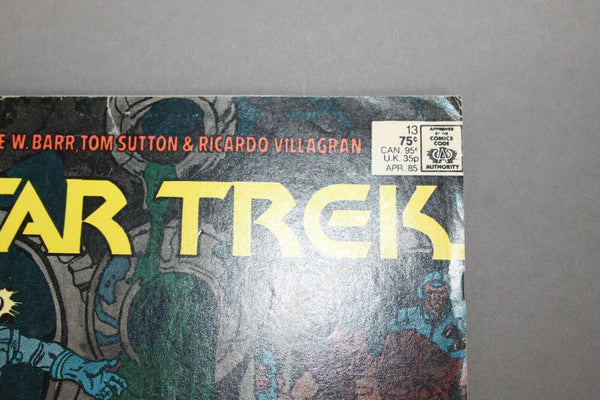 E W. BARR, TOM SUTTON & RICARDO VILLAGRAN
TAR TREK
13
75¢
CAN. 95¢
U.K. 35p
APR. 85
APPROVED
BY THE
COMICS
CODE
AUTHORITY